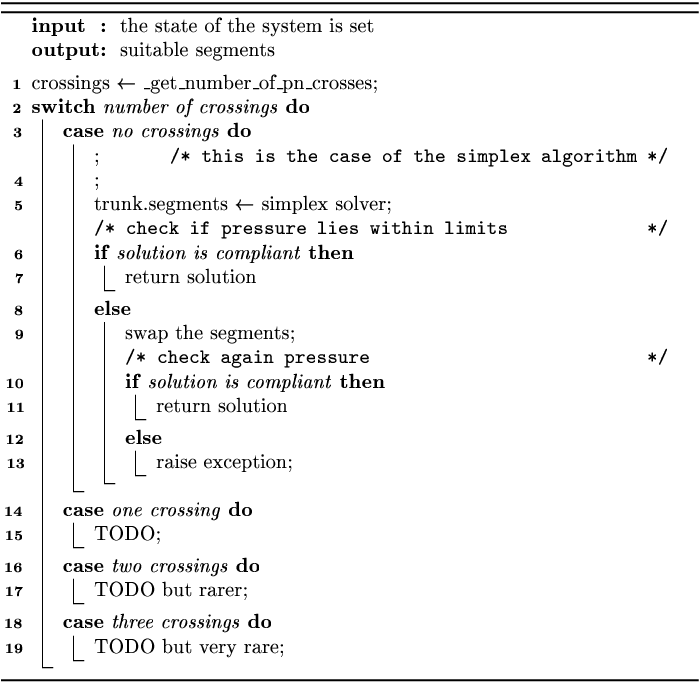 input : the state of the system is set
output: suitable segments
1 crossings ← _get_number_of_pn_crosses;
2 switch number of crossings do
3 case no crossings do
; /* this is the case of the simplex algorithm */
4 ;
5 trunk.segments ← simplex solver;
/* check if pressure lies within limits */
6 if solution is compliant then
7 return solution
8 else
9 swap the segments;
/* check again pressure */
10 if solution is compliant then
11 return solution
12 else
13 raise exception;
14 case one crossing do
15 TODO;
16 case two crossings do
17 TODO but rarer;
18 case three crossings do
19 TODO but very rare;